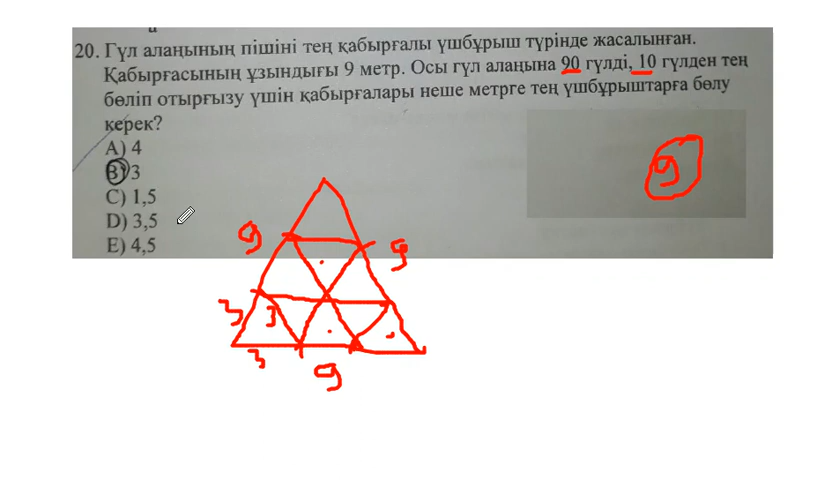 20. Гүл алаңының пішіні тең қабырғалы үшбұрыш түрінде жасалынған.
Қабырғасының ұзындығы 9 метр. Осы гүл алаңына 90 гүлді, 10 гүлден тең
бөліп отырғызу үшін қабырғалары неше метрге тең үшбұрыштарға бөлу
керек?
A) 4
B) 3
C) 1,5
D) 3,5
E) 4,5
9
9
9
3
3
3
9